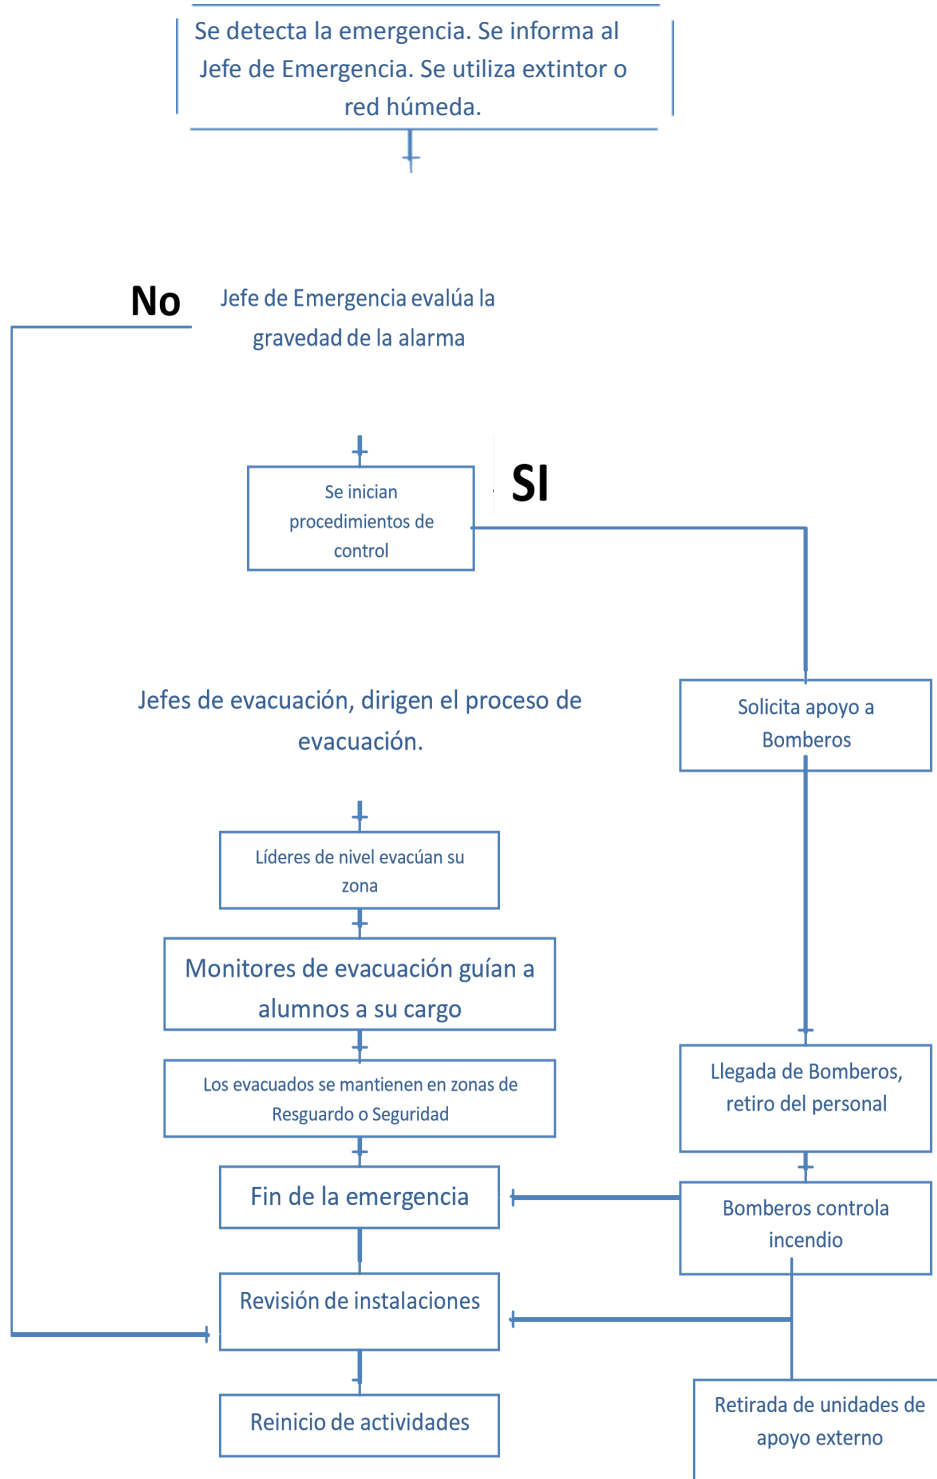 Se detecta la emergencia. Se informa al
Jefe de Emergencia. Se utiliza extintor o
red húmeda.
No
Jefe de Emergencia evalúa la
gravedad de la alarma
SI
Se inician
procedimientos de
control
Jefes de evacuación, dirigen el proceso de
evacuación.
Solicita apoyo a
Bomberos
Líderes de nivel evacúan su
zona
Monitores de evacuación guían a
alumnos a su cargo
Los evacuados se mantienen en zonas de
Resguardo o Seguridad
Llegada de Bomberos,
retiro del personal
Fin de la emergencia
Bomberos controla
incendio
Revisión de instalaciones
Reinicio de actividades
Retirada de unidades de
apoyo externo